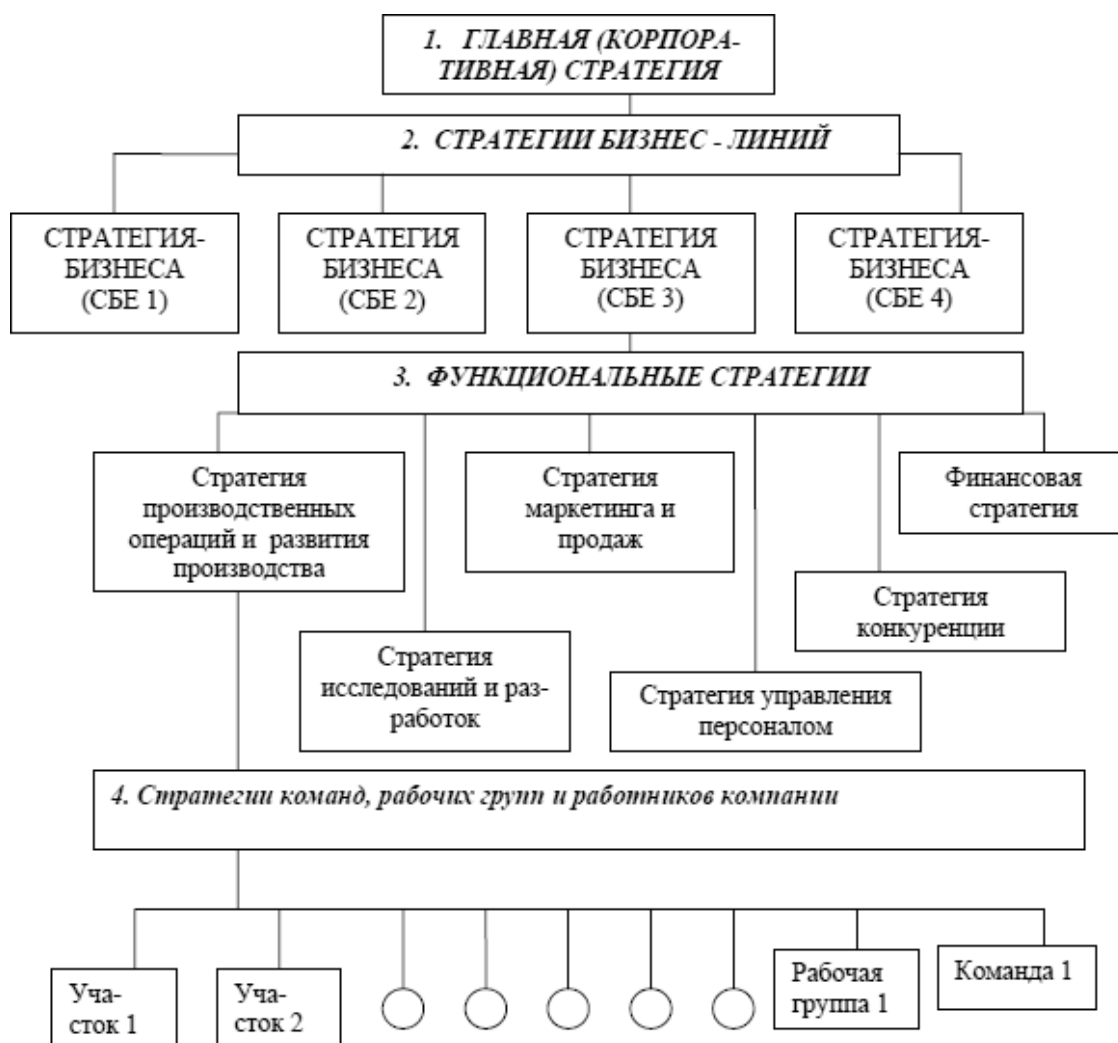 1. ГЛАВНАЯ (КОРПОРА-
ТИВНАЯ) СТРАТЕГИЯ
2. СТРАТЕГИИ БИЗНЕС - ЛИНИЙ
СТРАТЕГИЯ-
БИЗНЕСА
(СБЕ 1)
СТРАТЕГИЯ
БИЗНЕСА
(СБЕ 2)
СТРАТЕГИЯ
БИЗНЕСА
(СБЕ 3)
СТРАТЕГИЯ-
БИЗНЕСА
(СБЕ 4)
3. ФУНКЦИОНАЛЬНЫЕ СТРАТЕГИИ
Стратегия
производственных
операций и развития
производства
Стратегия
маркетинга и
продаж
Финансовая
стратегия
Стратегия
конкуренции
Стратегия
исследований и раз-
работок
Стратегия управления
персоналом
4. Стратегии команд, рабочих групп и работников компании
Уча-
сток 1
Уча-
сток 2
Рабочая
группа 1
Команда 1